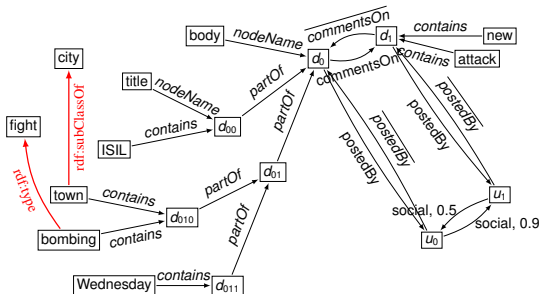 commentsOn
body
nodeName
d1
contains
new
city
d0
contains
attack
commentsOn
title
nodeName
partOf
fight
rdf:subClassOf
contains
d00
partOf
postedBy
postedBy
ISIL
postedBy
postedBy
rdf:type
d01
town
contains
partOf
u1
d010
social, 0.5
bombing
contains
partOf
social, 0.9
u0
Wednesday
contains
d011